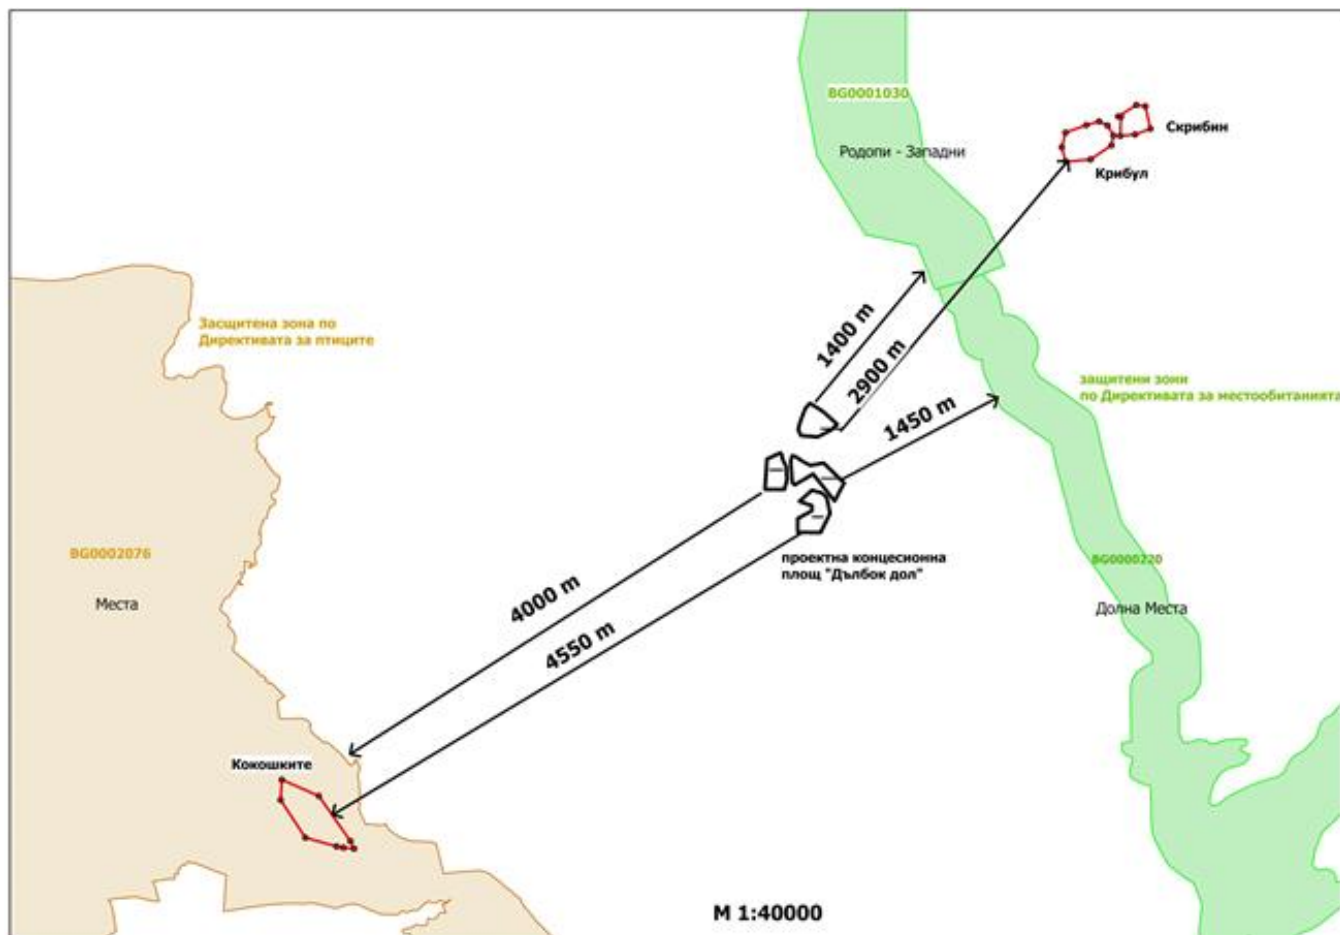 BG0001030
Родопи - Западни
Скрибин
Крибул
Засщитена зона по
Директивата за птиците
1400 m
2900 m
1450 m
защитени зони
по Директивата за местообитанията
BG0002076
Места
проектна концесионна
площ "Дълбок дол"
BG0000220
Долна Места
4000 m
4550 m
Кокошките
М 1:40000